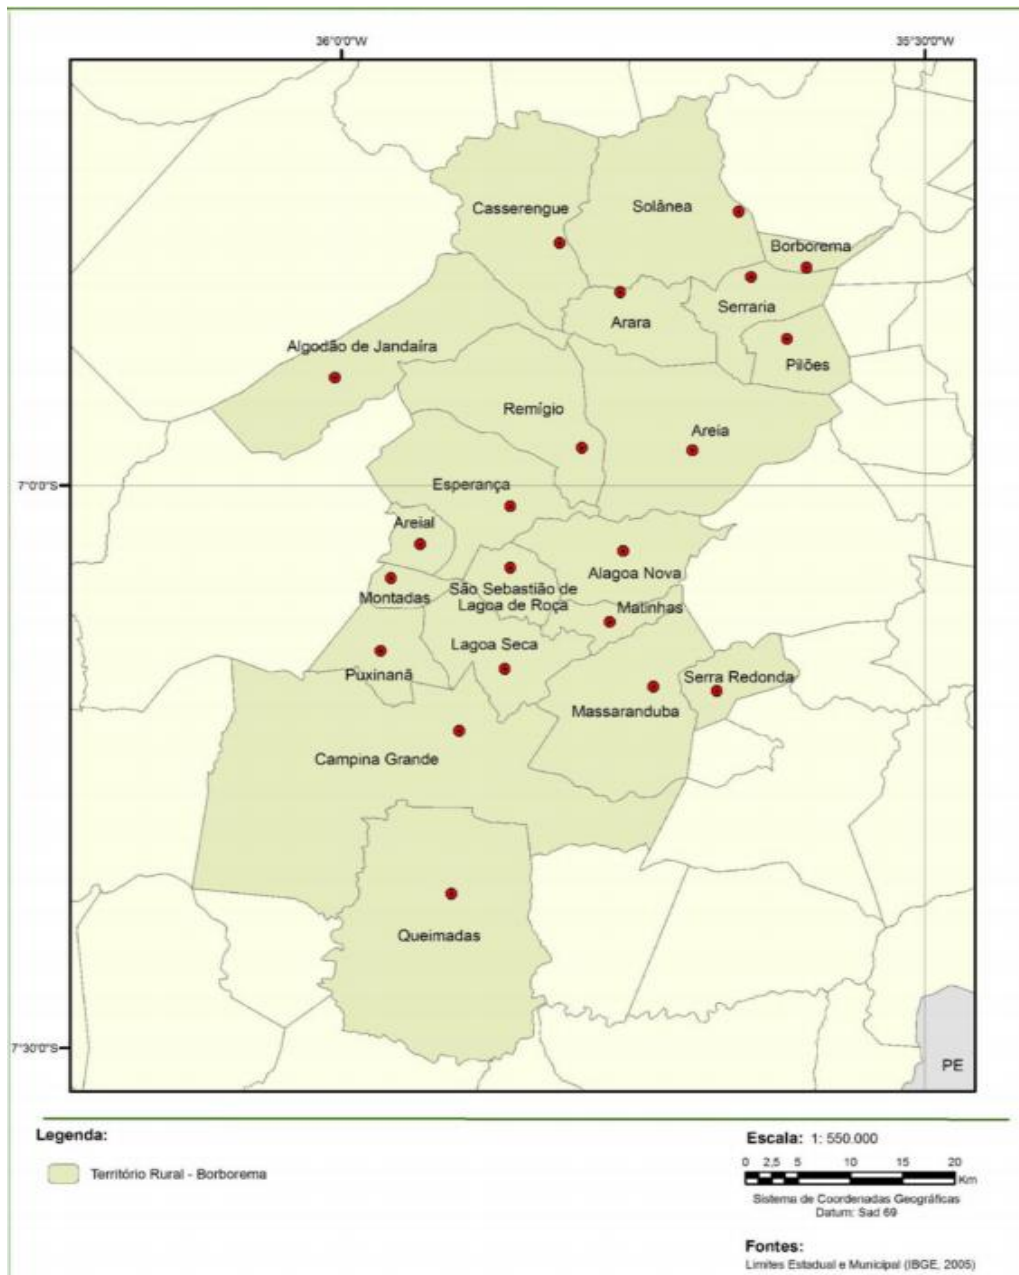 36°0'0"W
35°30'0"W
Casserengue
Solânea
Borborema
Serraria
Arara
Algodão de Jandaíra
Pilões
Remígio
Areia
7°0'0"S
Esperança
Areial
Alagoa Nova
Montadas
São Sebastião de
Lagoa de Roça
Matinhas
Lagoa Seca
Puxinanã
Serra Redonda
Massaranduba
Campina Grande
Queimadas
7°30'0"S
PE
Legenda:
Território Rural - Borborema
Escala: 1: 550.000
0 2,5 5 10 15 20
Km
Sistema de Coordenadas Geográficas
Datum: Sad 69
Fontes:
Limites Estadual e Municipal (IBGE, 2005)